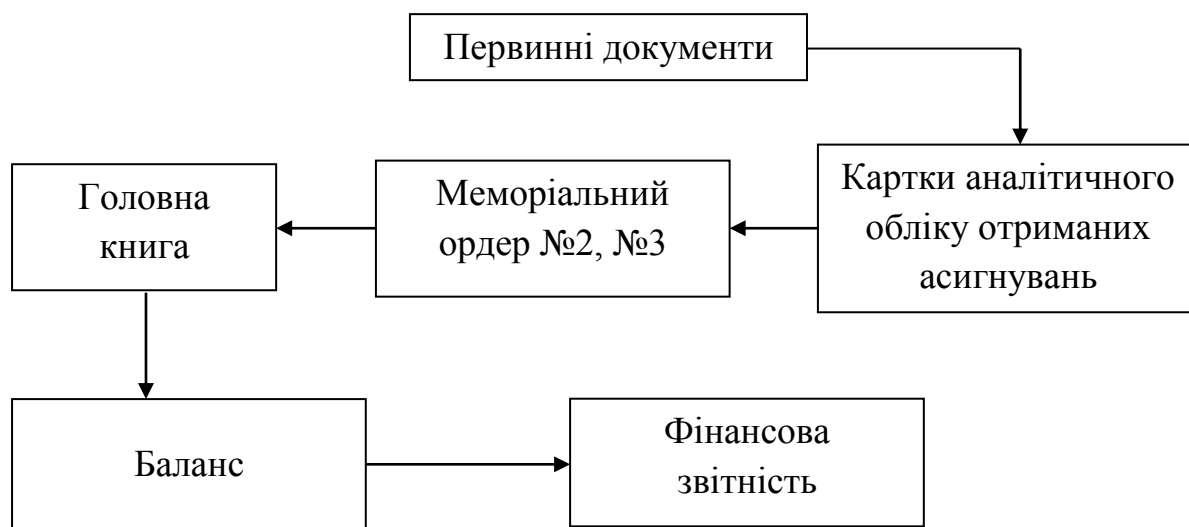 Первинні документи
Картки аналітичного
обліку отриманих
асигнувань
Меморіальний
ордер №2, №3
Головна
книга
Баланс
Фінансова
звітність